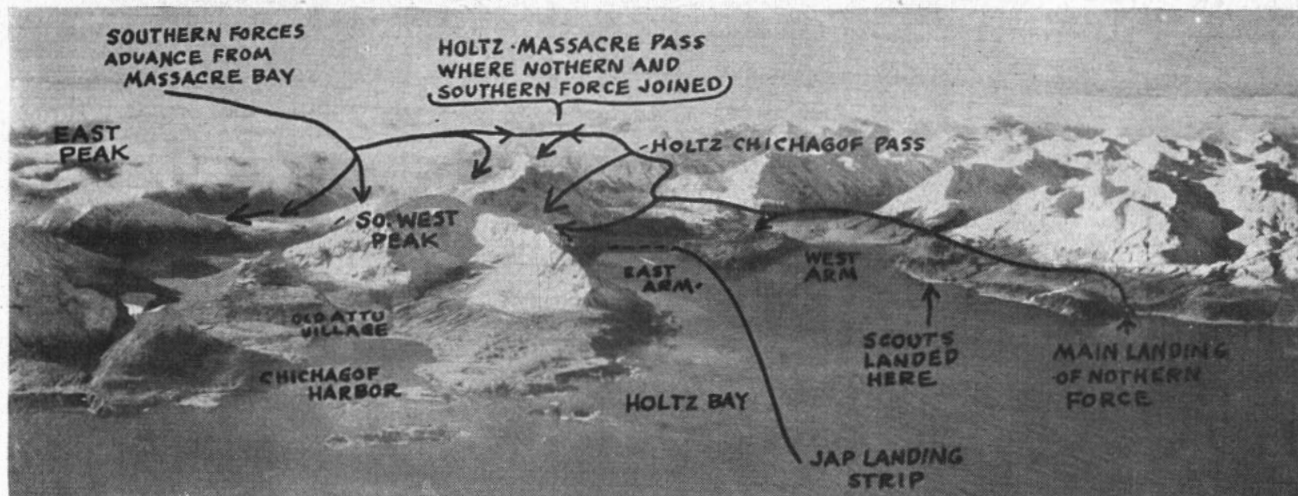 SOUTHERN FORCES
ADVANCE FROM
MASSACRE BAY
HOLTZ-MASSACRE PASS
WHERE NOTHERN AND
SOUTHERN FORCE JOINED
EAST
PEAK
HOLTZ CHICHAGOF PASS
SO. WEST
PEAK
EAST
ARM
WEST
ARM
OLD ATTU
VILLAGE
CHICHAGOF
HARBOR
HOLTZ BAY
SCOUTS
LANDED
HERE
MAIN LANDING
OF NOTHERN
FORCE
JAP LANDING
STRIP